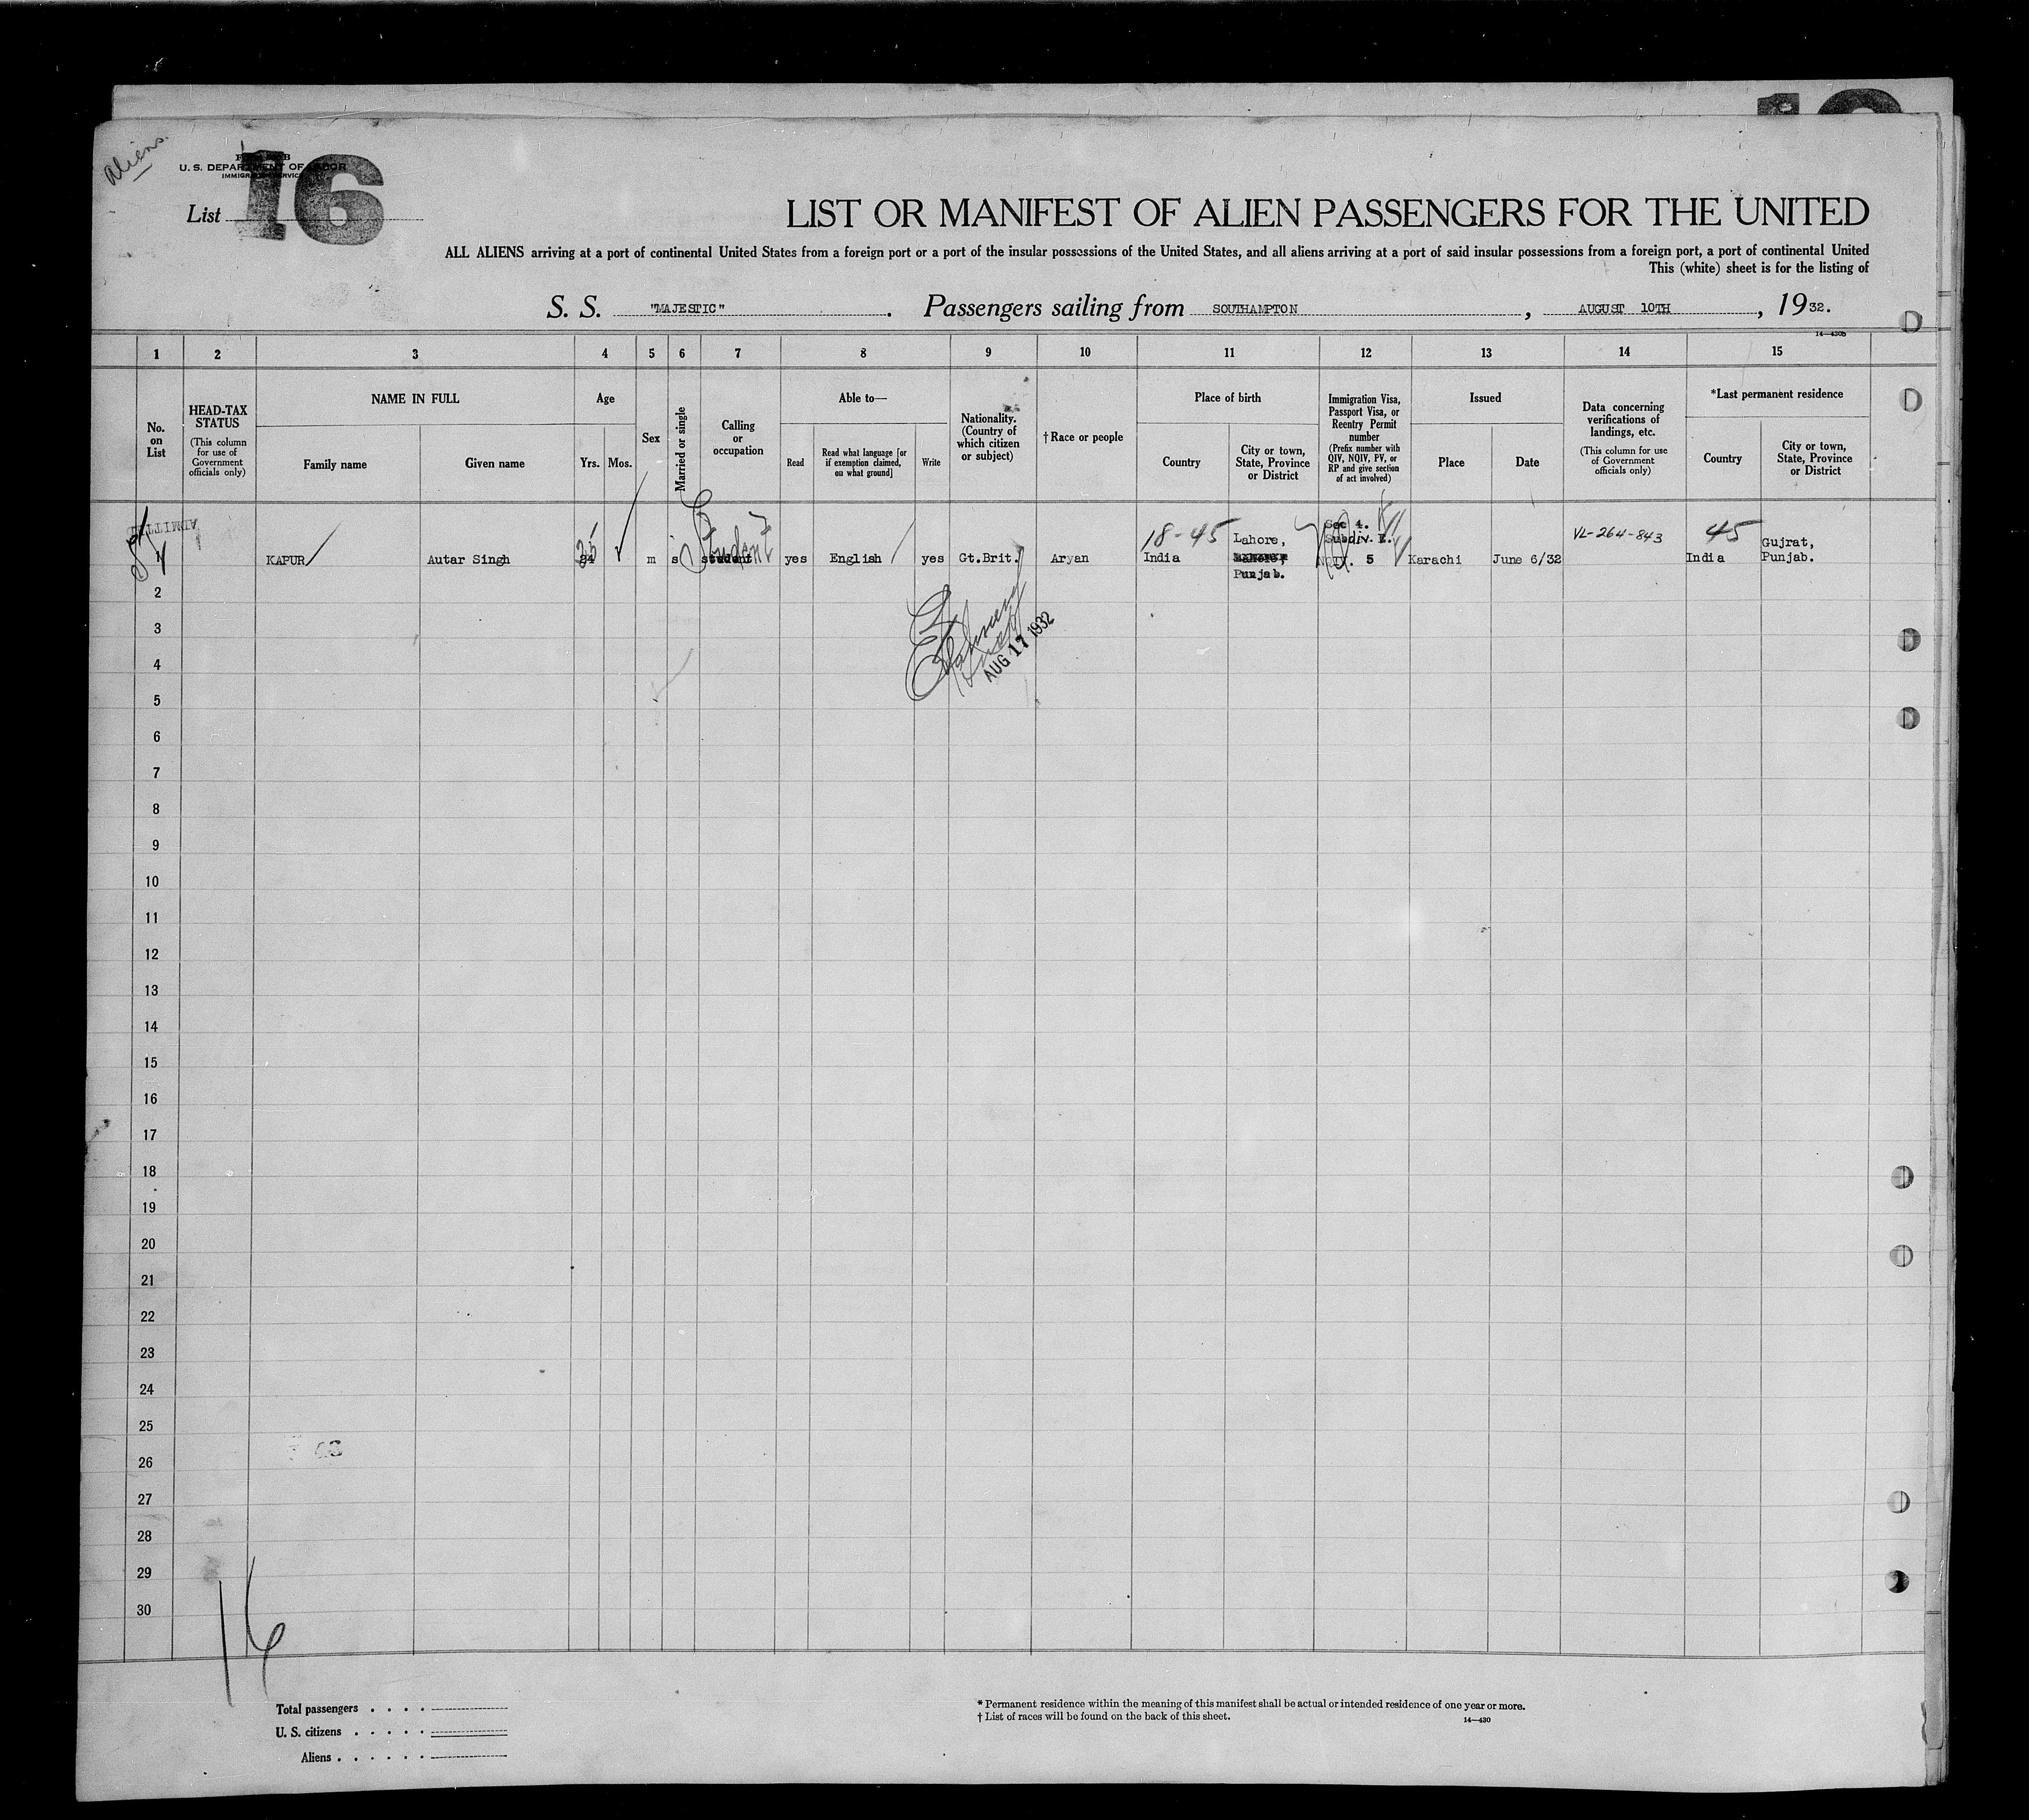 aliens.
U. S. DEPARTMENT OF LABOR
IMMIGRATION SERVICE
List 16
LIST OR MANIFEST OF ALIEN PASSENGERS FOR THE UNITED
ALL ALIENS arriving at a port of continental United States from a foreign port or a port of the insular possessions of the United States, and all aliens arriving at a port of said insular possessions from a foreign port, a port of continental United
This (white) sheet is for the listing of
S. S. "MAJESTIC". Passengers sailing from SOUTHAMPTON, AUGUST 10TH, 1932.
14—430b
1 2 3 4 5 6 7 8 9 10 11 12 13 14 15
No. on List
HEAD-TAX STATUS
(This column for use of Government officials only)
NAME IN FULL
Family name
Given name
Age
Yrs. Mos.
Sex
Married or single
Calling or occupation
Able to—
Read
Read what language [or if exemption claimed, on what ground]
Write
Nationality. (Country of which citizen or subject)
†Race or people
Place of birth
Country
City or town, State, Province or District
Immigration Visa, Passport Visa, or Reentry Permit number
(Prefix number with QIV, NQIV, PV, or RP and give section of act involved)
Issued
Place
Date
Data concerning verifications of landings, etc.
(This column for use of Government officials only)
*Last permanent residence
Country
City or town, State, Province or District
ADMITTED
18-45
Sec 4.
VL-264-843
45
Student
Lahore,
Subdiv. E.
Gujrat,
KAPUR Autar Singh m s student yes English yes Gt.Brit. Aryan India 5 Karachi June 6/32 India Punjab.
Punjab.
AUG 17 1932
2
3
4
5
6
7
8
9
10
11
12
13
14
15
16
17
18
19
20
21
22
23
24
25
26
27
28
29
30
16
Total passengers
U. S. citizens
Aliens
* Permanent residence within the meaning of this manifest shall be actual or intended residence of one year or more.
† List of races will be found on the back of this sheet.
14—430